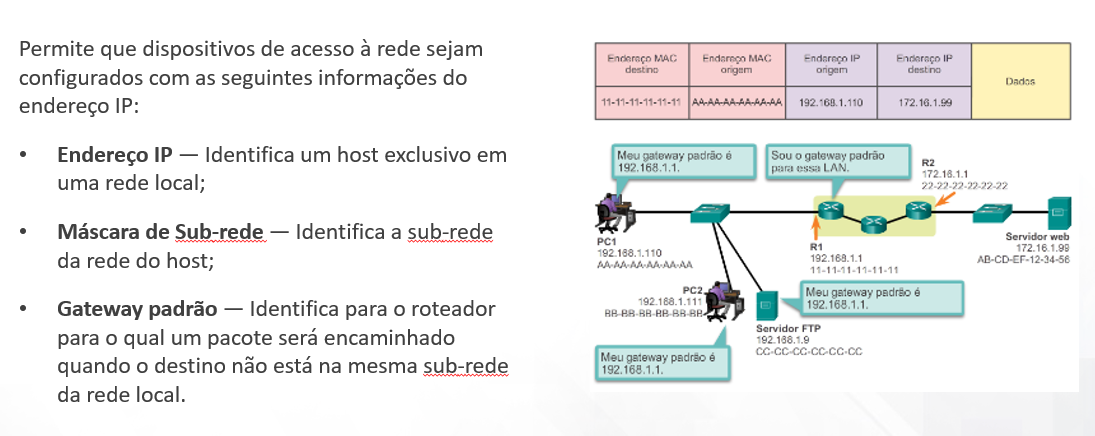 Permite que dispositivos de acesso à rede sejam
configurados com as seguintes informações do
endereço IP:
• Endereço IP — Identifica um host exclusivo em
uma rede local;
• Máscara de Sub-rede — Identifica a sub-rede
da rede do host;
• Gateway padrão — Identifica para o roteador
para o qual um pacote será encaminhado
quando o destino não está na mesma sub-rede
da rede local.
Endereço MAC
destino
Endereço MAC
origem
Endereço IP
origem
Endereço IP
destino
Dados
11-11-11-11-11-11
AA-AA-AA-AA-AA-AA
192.168.1.110
172.16.1.99
Meu gateway padrão é
192.168.1.1.
Sou o gateway padrão
para essa LAN.
R2
172.16.1.1
22-22-22-22-22-22
PC1
192.168.1.110
AA-AA-AA-AA-AA-AA
R1
192.168.1.1
11-11-11-11-11-11
Servidor web
172.16.1.99
AB-CD-EF-12-34-56
PC2
192.168.1.111
BB-BB-BB-BB-BB-BB
Meu gateway padrão é
192.168.1.1.
Servidor FTP
192.168.1.9
CC-CC-CC-CC-CC-CC
Meu gateway padrão é
192.168.1.1.